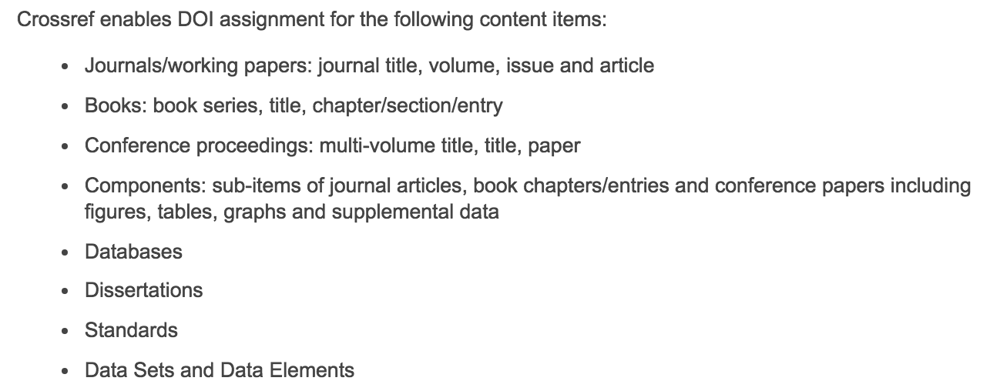 Crossref enables DOI assignment for the following content items:
• Journals/working papers: journal title, volume, issue and article
• Books: book series, title, chapter/section/entry
• Conference proceedings: multi-volume title, title, paper
• Components: sub-items of journal articles, book chapters/entries and conference papers including
figures, tables, graphs and supplemental data
• Databases
• Dissertations
• Standards
• Data Sets and Data Elements